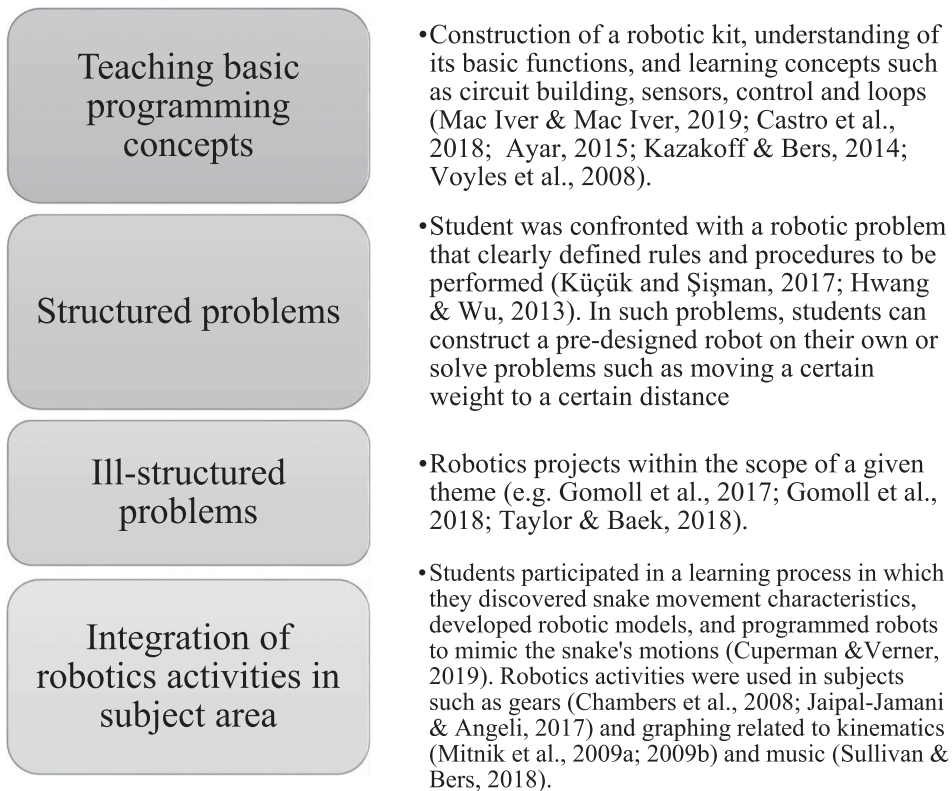 Teaching basic
programming
concepts
•Construction of a robotic kit, understanding of
its basic functions, and learning concepts such
as circuit building, sensors, control and loops
(Mac Iver & Mac Iver, 2019; Castro et al.,
2018;  Ayar, 2015; Kazakoff & Bers, 2014;
Voyles et al., 2008).
Structured problems
•Student was confronted with a robotic problem
that clearly defined rules and procedures to be
performed (Küçük and Şişman, 2017; Hwang
& Wu, 2013). In such problems, students can
construct a pre-designed robot on their own or
solve problems such as moving a certain
weight to a certain distance
Ill-structured
problems
•Robotics projects within the scope of a given
theme (e.g. Gomoll et al., 2017; Gomoll et al.,
2018; Taylor & Baek, 2018).
Integration of
robotics activities in
subject area
•Students participated in a learning process in which
they discovered snake movement characteristics,
developed robotic models, and programmed robots
to mimic the snake's motions (Cuperman &Verner,
2019). Robotics activities were used in subjects
such as gears (Chambers et al., 2008; Jaipal-Jamani
& Angeli, 2017) and graphing related to kinematics
(Mitnik et al., 2009a; 2009b) and music (Sullivan &
Bers, 2018).